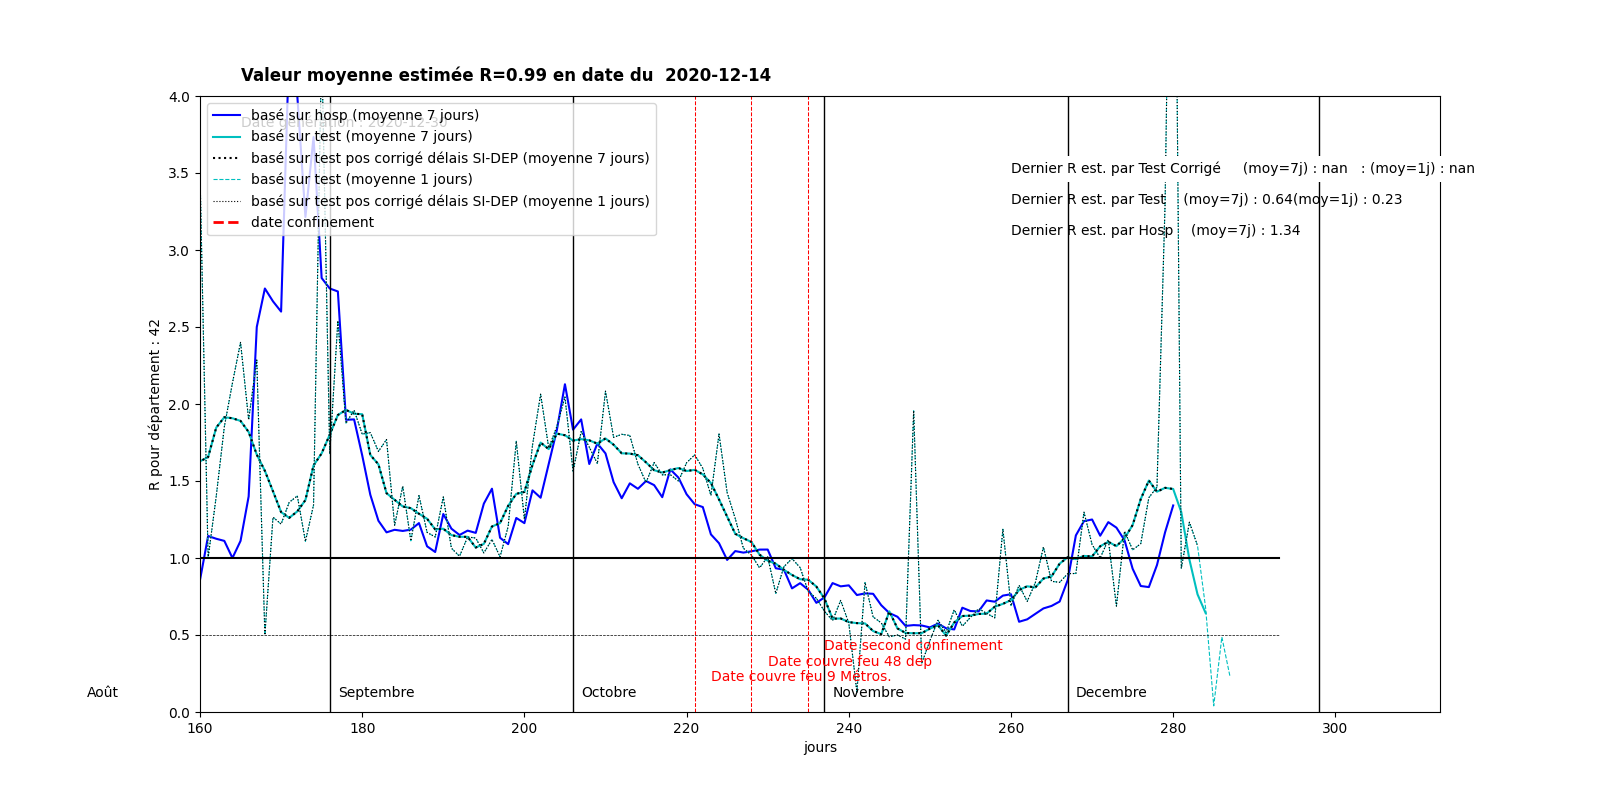 Valeur moyenne estimée R=0.99 en date du  2020-12-14
4.0
3.5
3.0
2.5
2.0
1.5
1.0
0.5
0.0
R pour département : 42
basé sur hosp (moyenne 7 jours)
basé sur test (moyenne 7 jours)
basé sur test pos corrigé délais SI-DEP (moyenne 7 jours)
basé sur test (moyenne 1 jours)
basé sur test pos corrigé délais SI-DEP (moyenne 1 jours)
date confinement
Dernier R est. par Test Corrigé     (moy=7j) : nan   : (moy=1j) : nan
Dernier R est. par Test    (moy=7j) : 0.64(moy=1j) : 0.23
Dernier R est. par Hosp    (moy=7j) : 1.34
Date second confinement
Date couvre feu 48 dep
Date couvre feu 9 Métros.
Août
Septembre
Octobre
Novembre
Decembre
160
180
200
220
240
260
280
300
jours